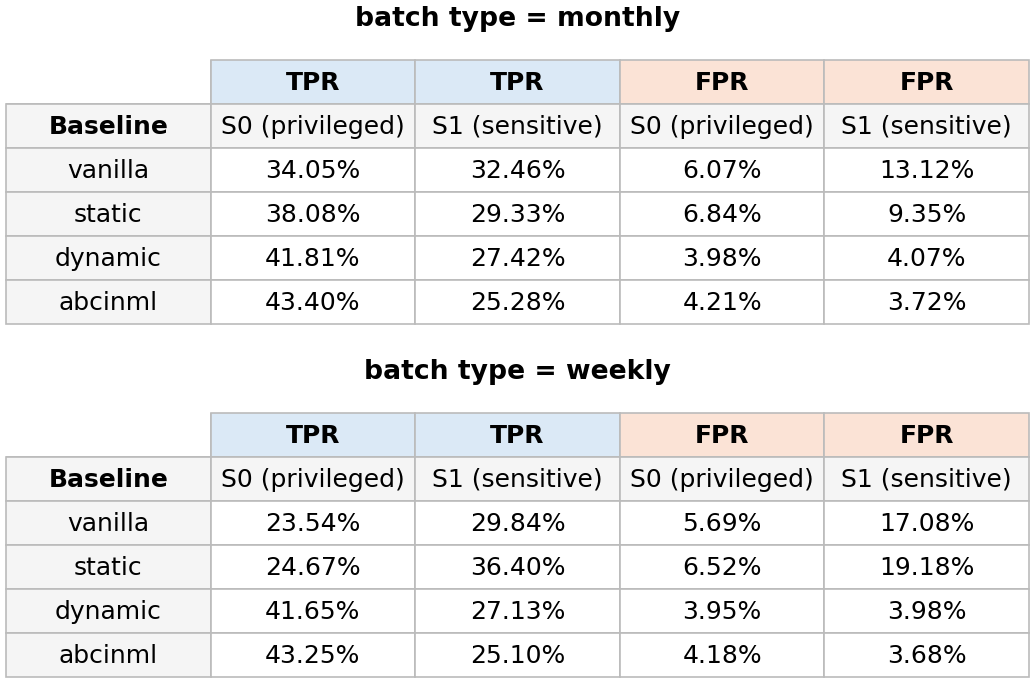 batch type = monthly
TPR TPR FPR FPR
Baseline S0 (privileged) S1 (sensitive) S0 (privileged) S1 (sensitive)
vanilla 34.05% 32.46% 6.07% 13.12%
static 38.08% 29.33% 6.84% 9.35%
dynamic 41.81% 27.42% 3.98% 4.07%
abcinml 43.40% 25.28% 4.21% 3.72%
batch type = weekly
TPR TPR FPR FPR
Baseline S0 (privileged) S1 (sensitive) S0 (privileged) S1 (sensitive)
vanilla 23.54% 29.84% 5.69% 17.08%
static 24.67% 36.40% 6.52% 19.18%
dynamic 41.65% 27.13% 3.95% 3.98%
abcinml 43.25% 25.10% 4.18% 3.68%